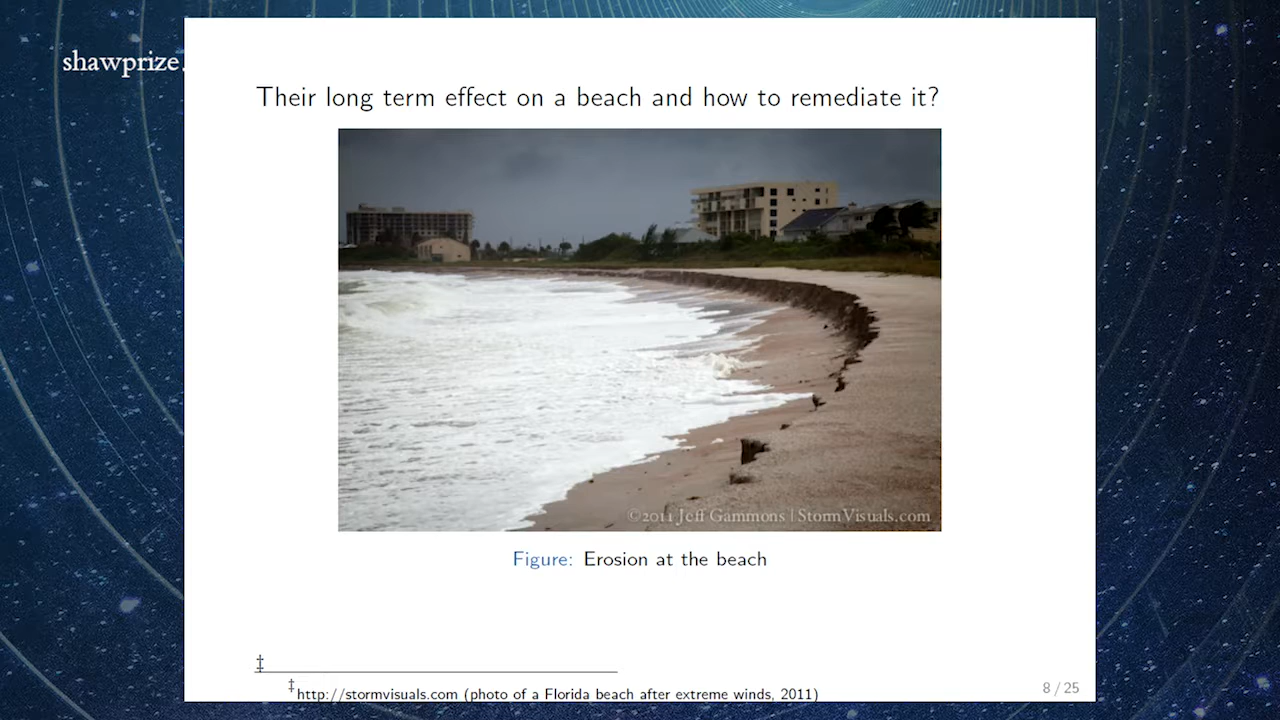 shawprize.
Their long term effect on a beach and how to remediate it?
©2011 Jeff Gammons | StormVisuals.com
Figure: Erosion at the beach
‡
‡http://stormvisuals.com (photo of a Florida beach after extreme winds, 2011)
8 / 25